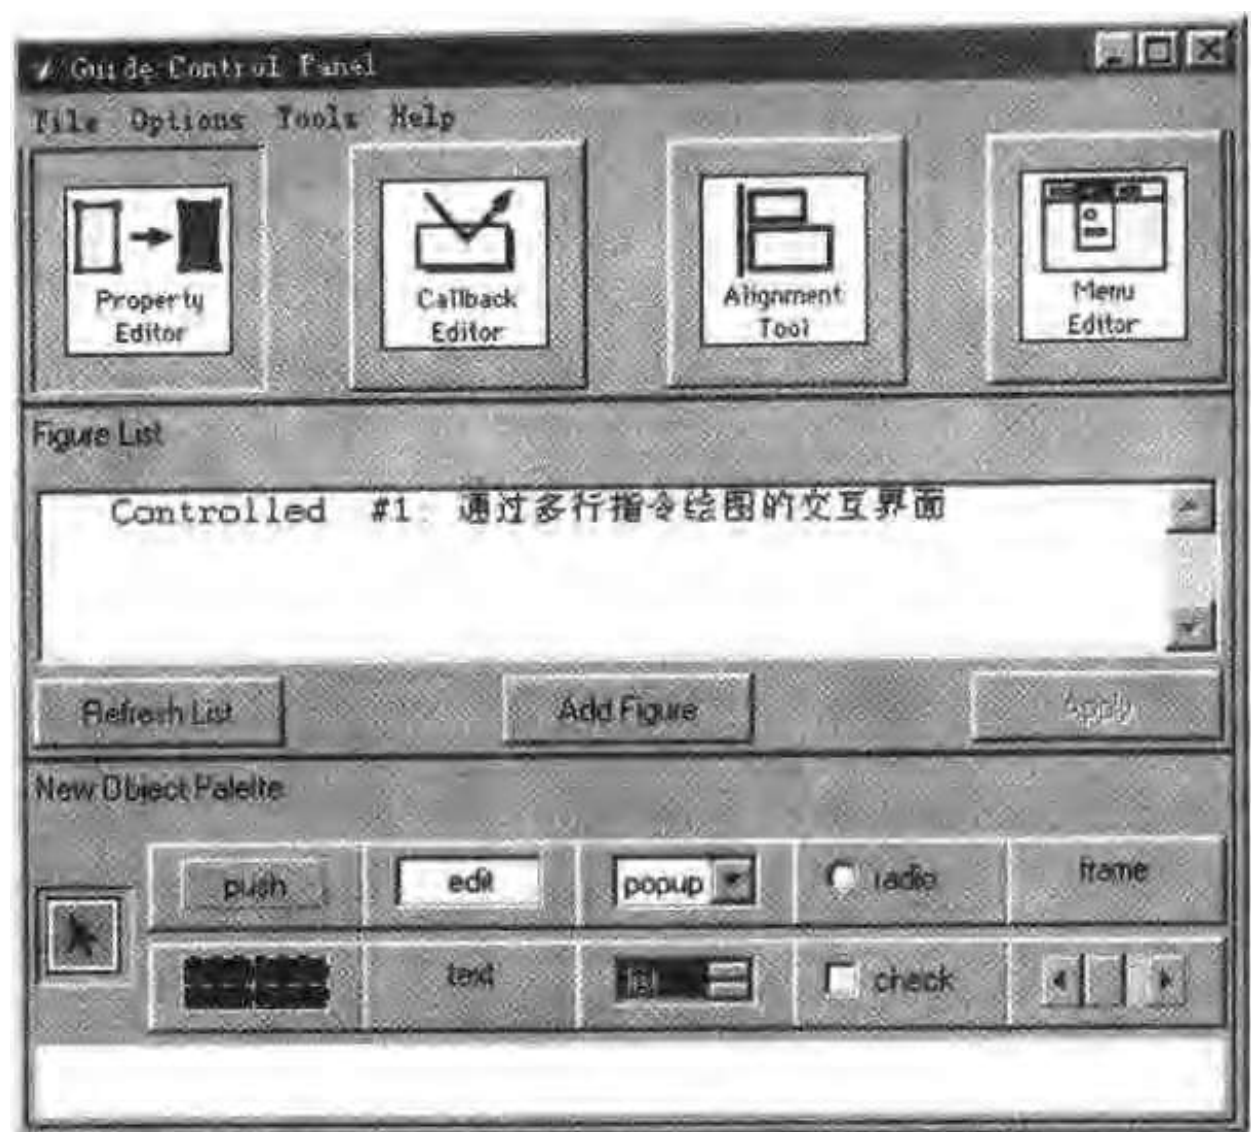 Guide Control Panel
File Options Tools Help
Property Editor
Callback Editor
Alignment Tool
Menu Editor
Figure List
Controlled #1: 通过多行指令绘图的交互界面
Refresh List Add Figure Apply
New Object Palette
push edit popup radio frame
text check